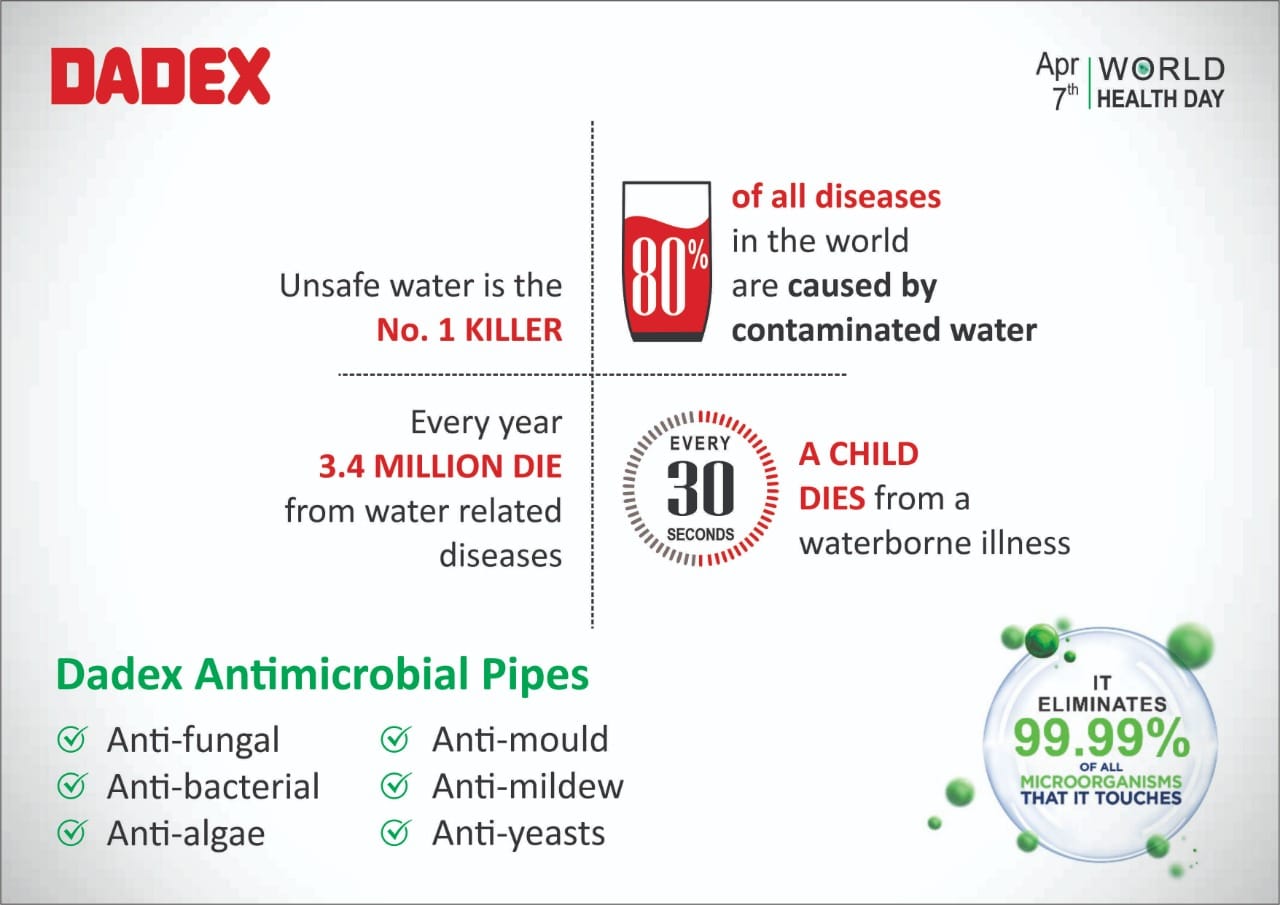 DADEX
Apr
7th
WORLD
HEALTH DAY
Unsafe water is the
No. 1 KILLER
80%
of all diseases
in the world
are caused by
contaminated water
Every year
3.4 MILLION DIE
from water related
diseases
EVERY
30
SECONDS
A CHILD
DIES from a
waterborne illness
Dadex Antimicrobial Pipes
Anti-fungal
Anti-bacterial
Anti-algae
Anti-mould
Anti-mildew
Anti-yeasts
IT
ELIMINATES
99.99%
OF ALL
MICROORGANISMS
THAT IT TOUCHES